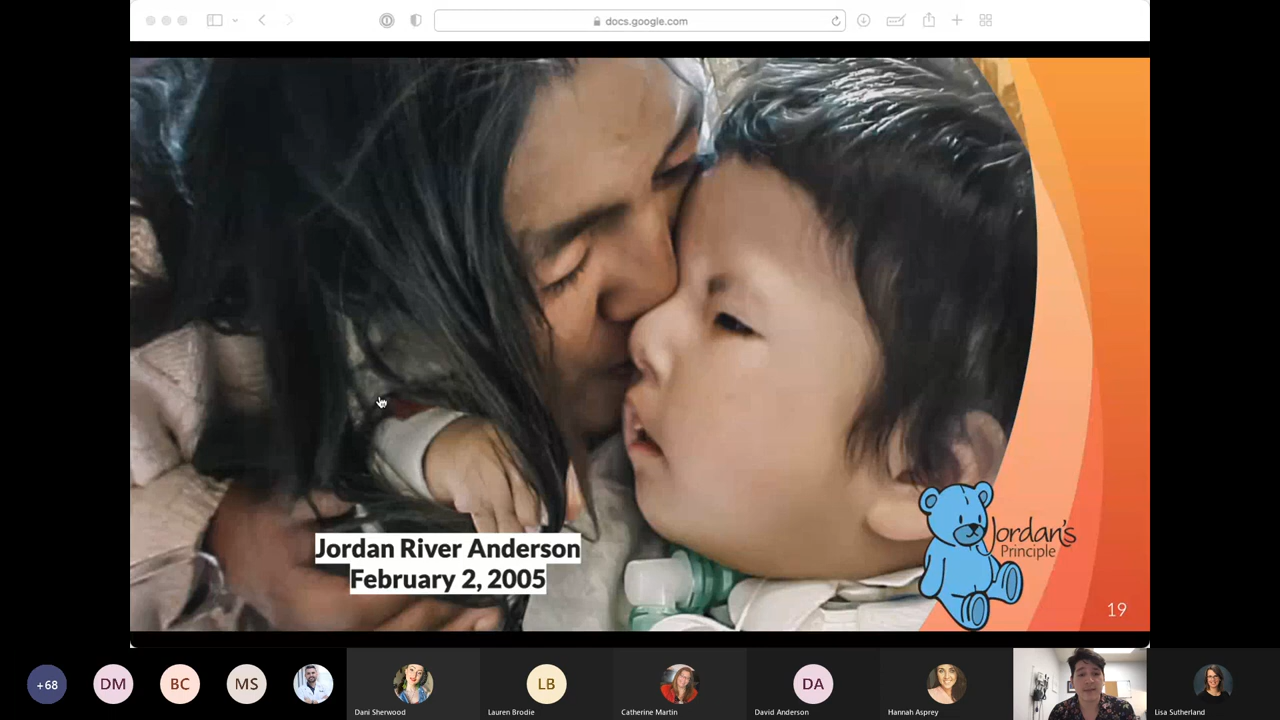 docs.google.com
Jordan River Anderson
February 2, 2005
Jordan's
Principle
19
+68
DM
BC
MS
Dani Sherwood
LB
Lauren Brodie
Catherine Martin
DA
David Anderson
Hannah Asprey
Lisa Sutherland